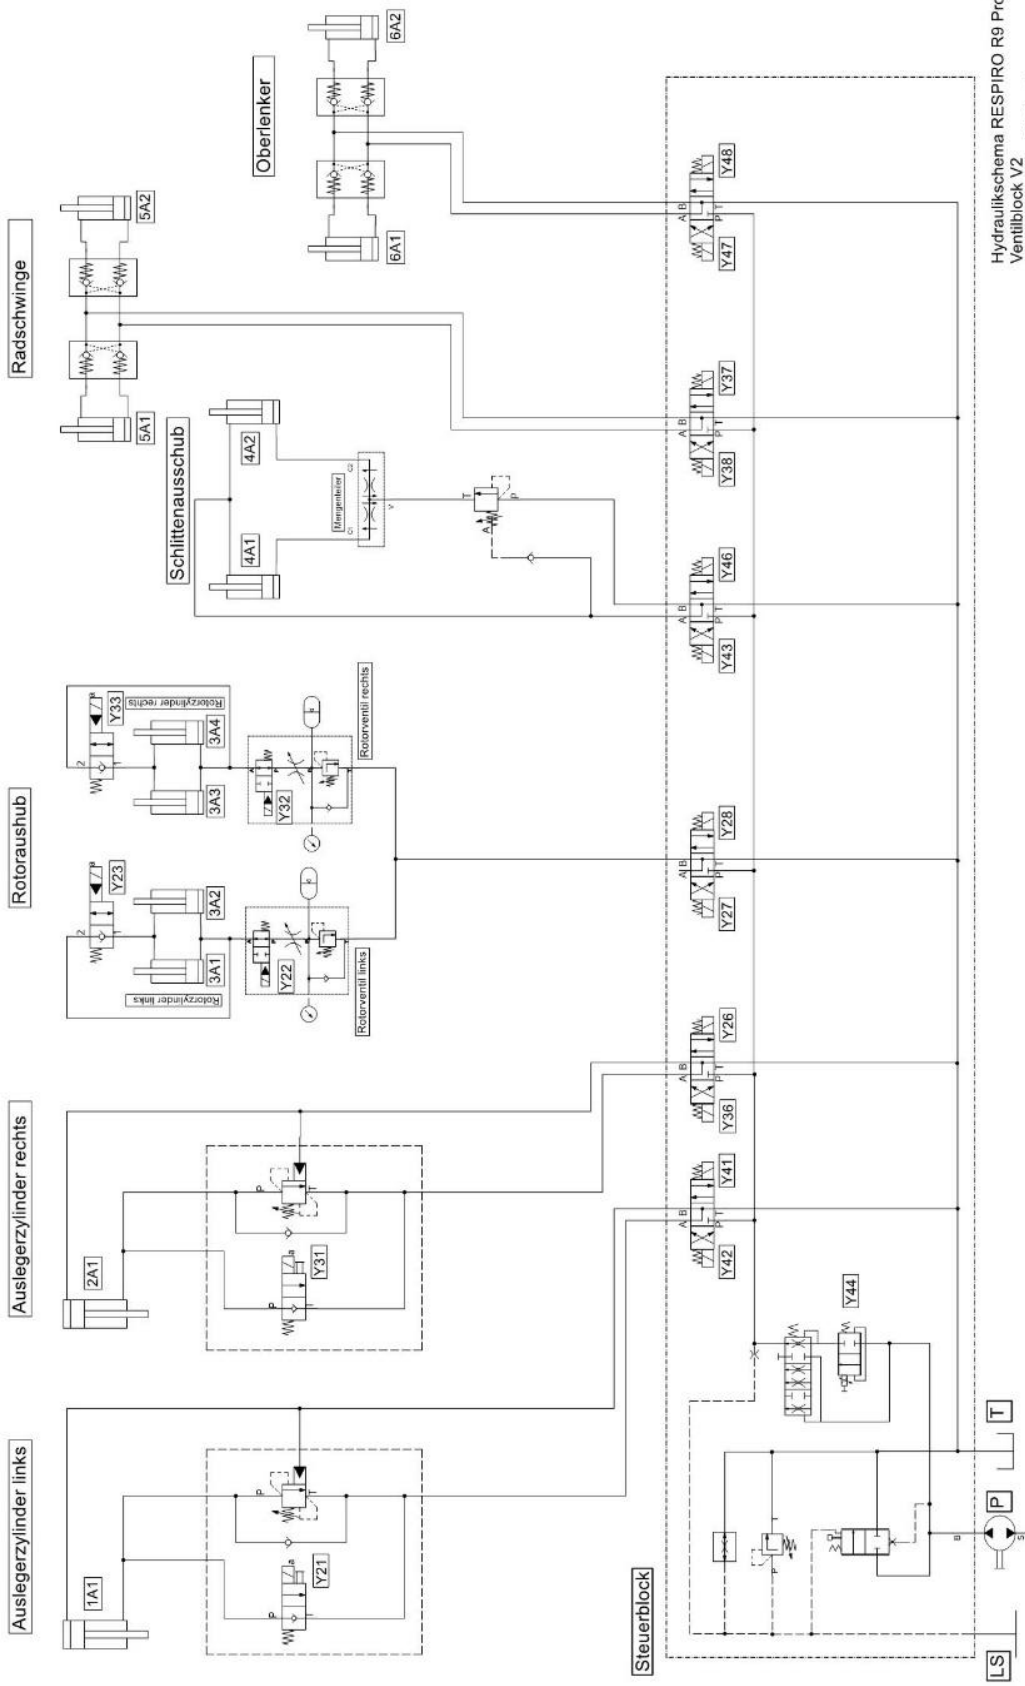 Auslegerzylinder links
Auslegerzylinder rechts
Rotoraushub
Radschwinge
Oberlenker
Schlittenausschub
1A1
2A1
3A1
3A2
3A3
3A4
4A1
4A2
5A1
5A2
6A1
6A2
Rotorzylinder links
Rotorzylinder rechts
Y23
Y33
Y21
Y31
Y22
Y32
Rotorventil links
Rotorventil rechts
Mengenteiler
C1
C2
V
P
T
A
Steuerblock
Y42
Y41
Y36
Y26
Y27
Y28
Y43
Y46
Y38
Y37
Y47
Y48
A B
P T
A B
P T
A B
P T
A B
P T
A B
P T
A B
P T
Y44
LS
P
T
B
S
Hydraulikschema RESPIRO R9 Pro
Ventilblock V2